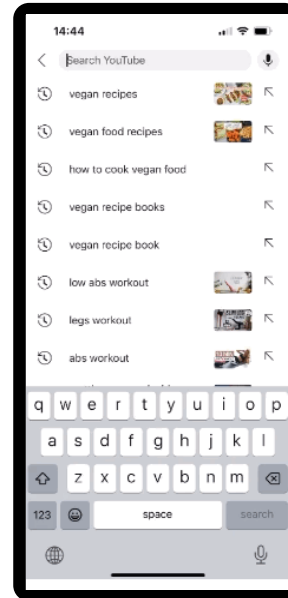 14:44
Search YouTube
vegan recipes
vegan food recipes
how to cook vegan food
vegan recipe books
vegan recipe book
low abs workout
legs workout
abs workout
q w e r t y u i o p
a s d f g h j k l
z x c v b n m
123 space search